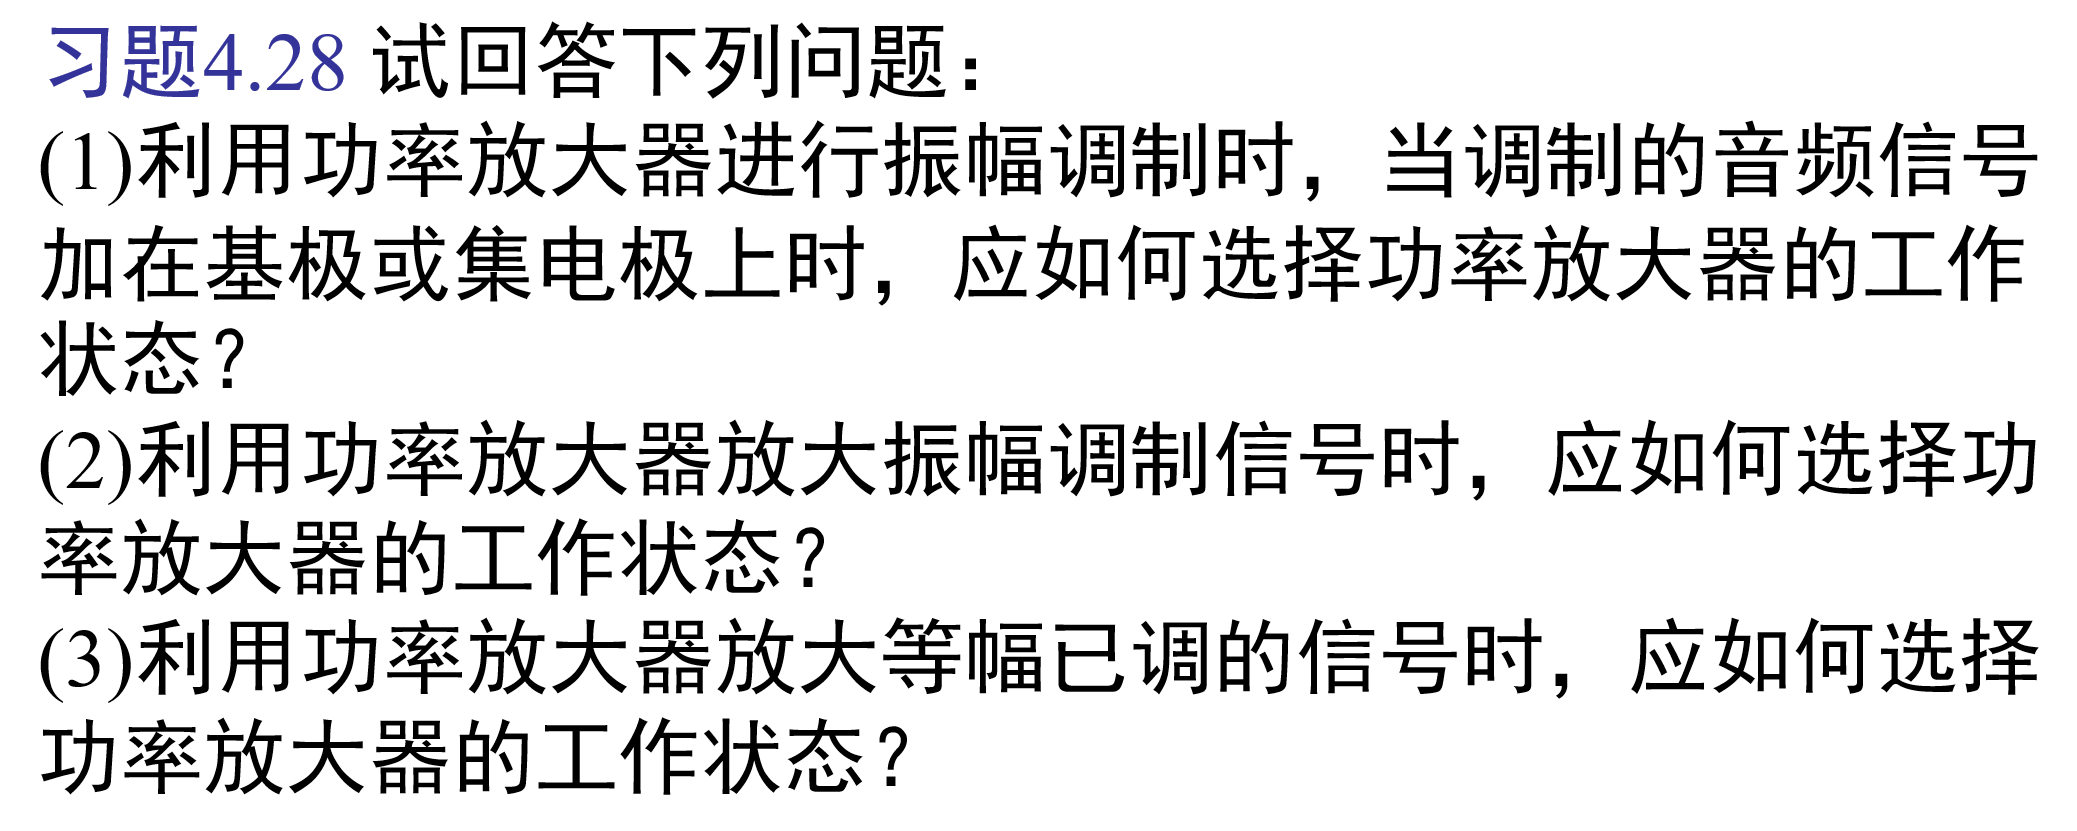 习题4.28 试回答下列问题：
(1)利用功率放大器进行振幅调制时，当调制的音频信号
加在基极或集电极上时，应如何选择功率放大器的工作
状态？
(2)利用功率放大器放大振幅调制信号时，应如何选择功
率放大器的工作状态？
(3)利用功率放大器放大等幅已调的信号时，应如何选择
功率放大器的工作状态？